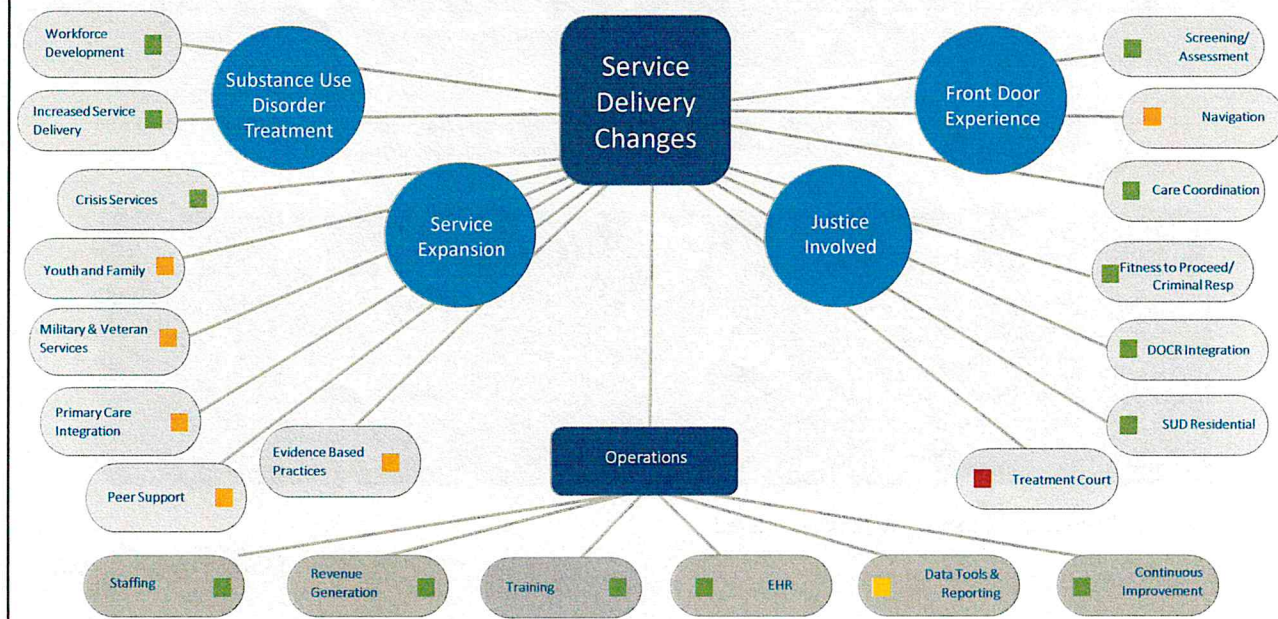 Service
Delivery
Changes
Substance Use
Disorder
Treatment
Workforce
Development
Increased Service
Delivery
Service
Expansion
Crisis Services
Youth and Family
Military & Veteran
Services
Primary Care
Integration
Peer Support
Evidence Based
Practices
Front Door
Experience
Screening/
Assessment
Navigation
Care Coordination
Justice
Involved
Fitness to Proceed/
Criminal Resp
DOCR Integration
SUD Residential
Treatment Court
Operations
Staffing
Revenue
Generation
Training
EHR
Data Tools &
Reporting
Continuous
Improvement